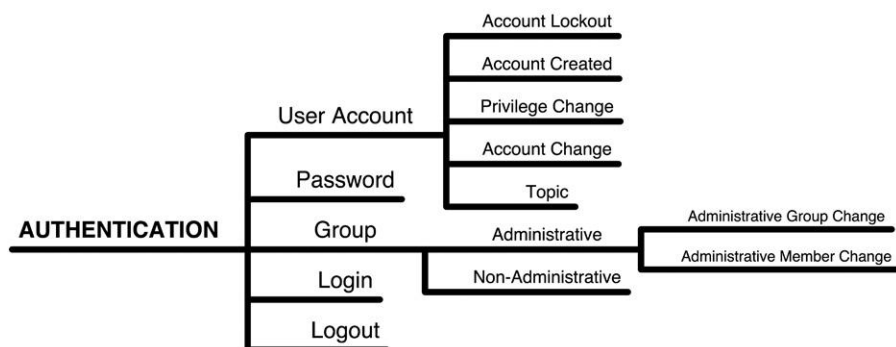 Account Lockout
Account Created
User Account
Privilege Change
Account Change
Topic
Password
AUTHENTICATION
Group
Administrative
Administrative Group Change
Administrative Member Change
Non-Administrative
Login
Logout